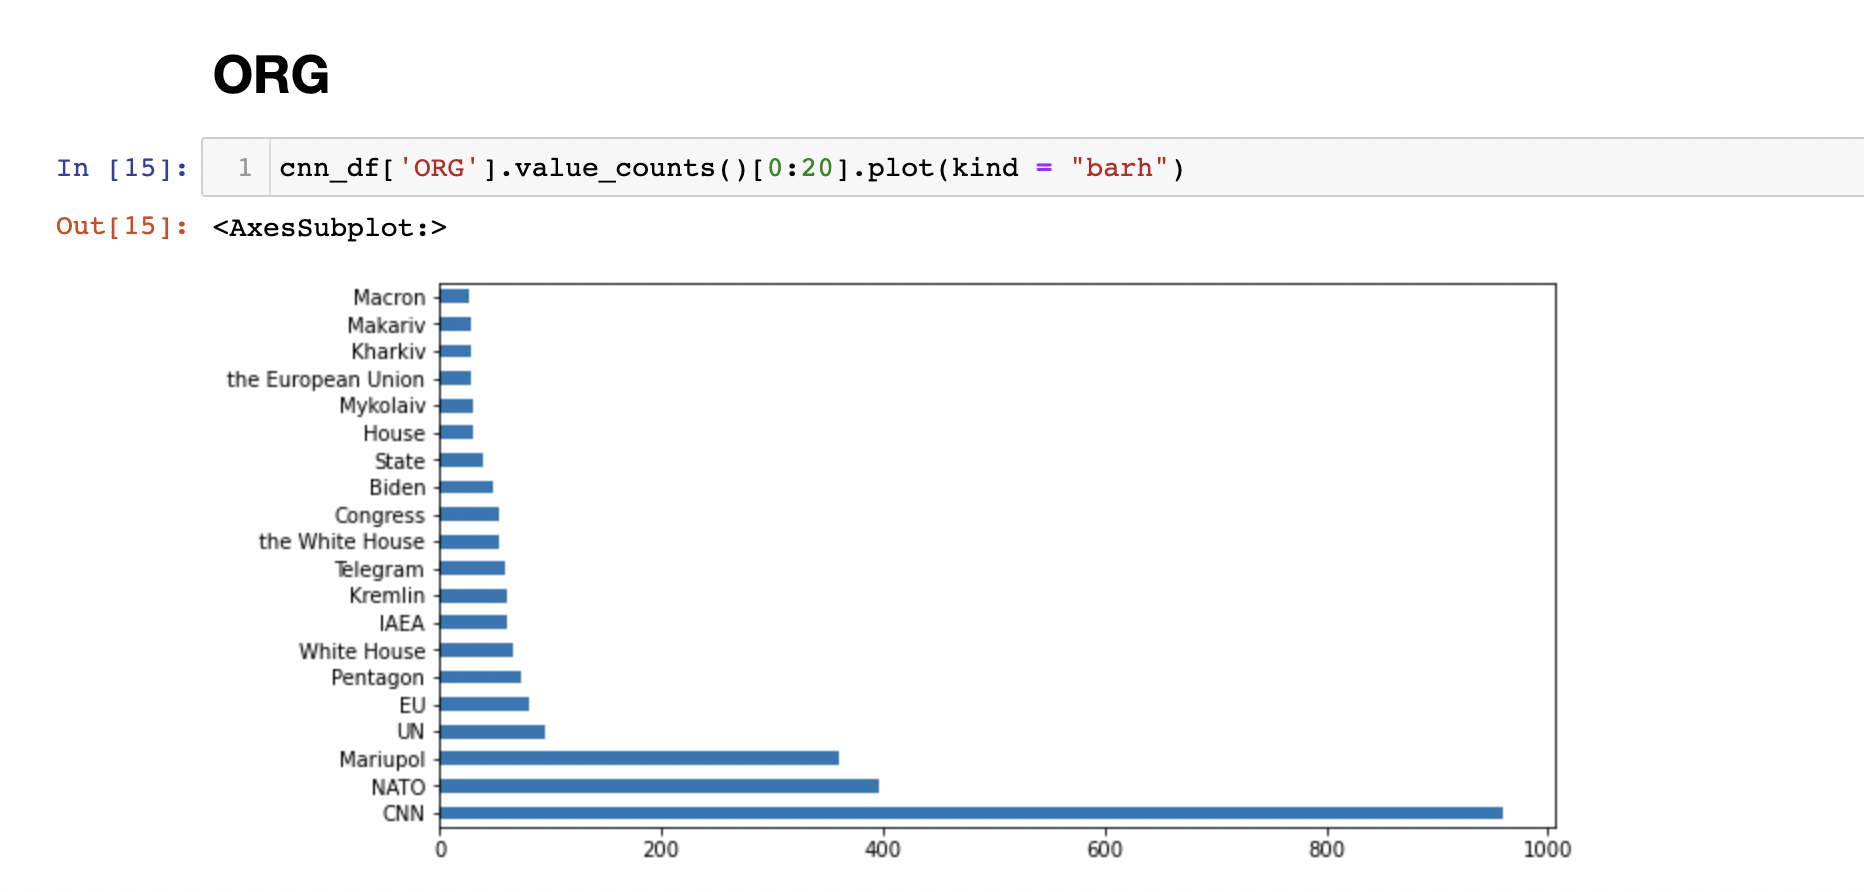 ORG
In [15]: 1 cnn_df['ORG'].value_counts()[0:20].plot(kind = "barh")
Out[15]: <AxesSubplot:>
Macron
Makariv
Kharkiv
the European Union
Mykolaiv
House
State
Biden
Congress
the White House
Telegram
Kremlin
IAEA
White House
Pentagon
EU
UN
Mariupol
NATO
CNN
0 200 400 600 800 1000